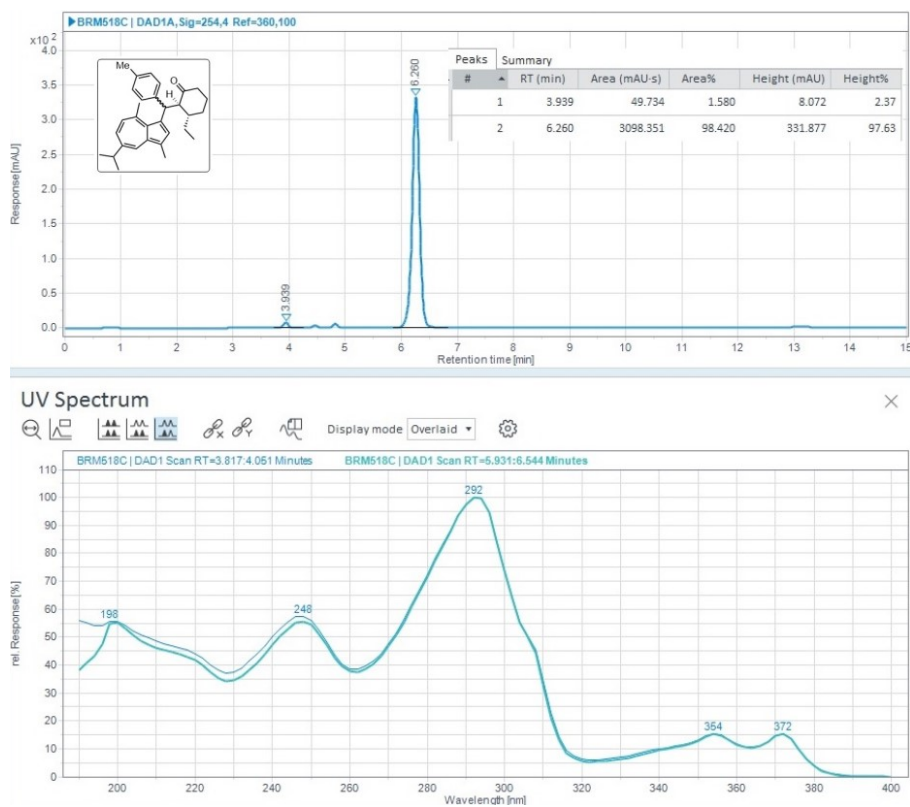 BRM518C | DAD1A,Sig=254,4 Ref=360,100
x10 2
4.0
3.5
3.0
2.5
2.0
1.5
1.0
0.5
0.0
Response [mAU]
Me
O
H
3.939
6.260
Peaks Summary
# RT (min) Area (mAU·s) Area% Height (mAU) Height%
1 3.939 49.734 1.580 8.072 2.37
2 6.260 3098.351 98.420 331.877 97.63
0 1 2 3 4 5 6 7 8 9 10 11 12 13 14 15
Retention time [min]
UV Spectrum
X Y Display mode Overlaid
BRM518C | DAD1 Scan RT=3.817:4.051 Minutes BRM518C | DAD1 Scan RT=5.931:6.544 Minutes
110
100
90
80
70
60
50
40
30
20
10
0
rel. Response [%]
198
248
292
354
372
200 220 240 260 280 300 320 340 360 380 400
Wavelength [nm]